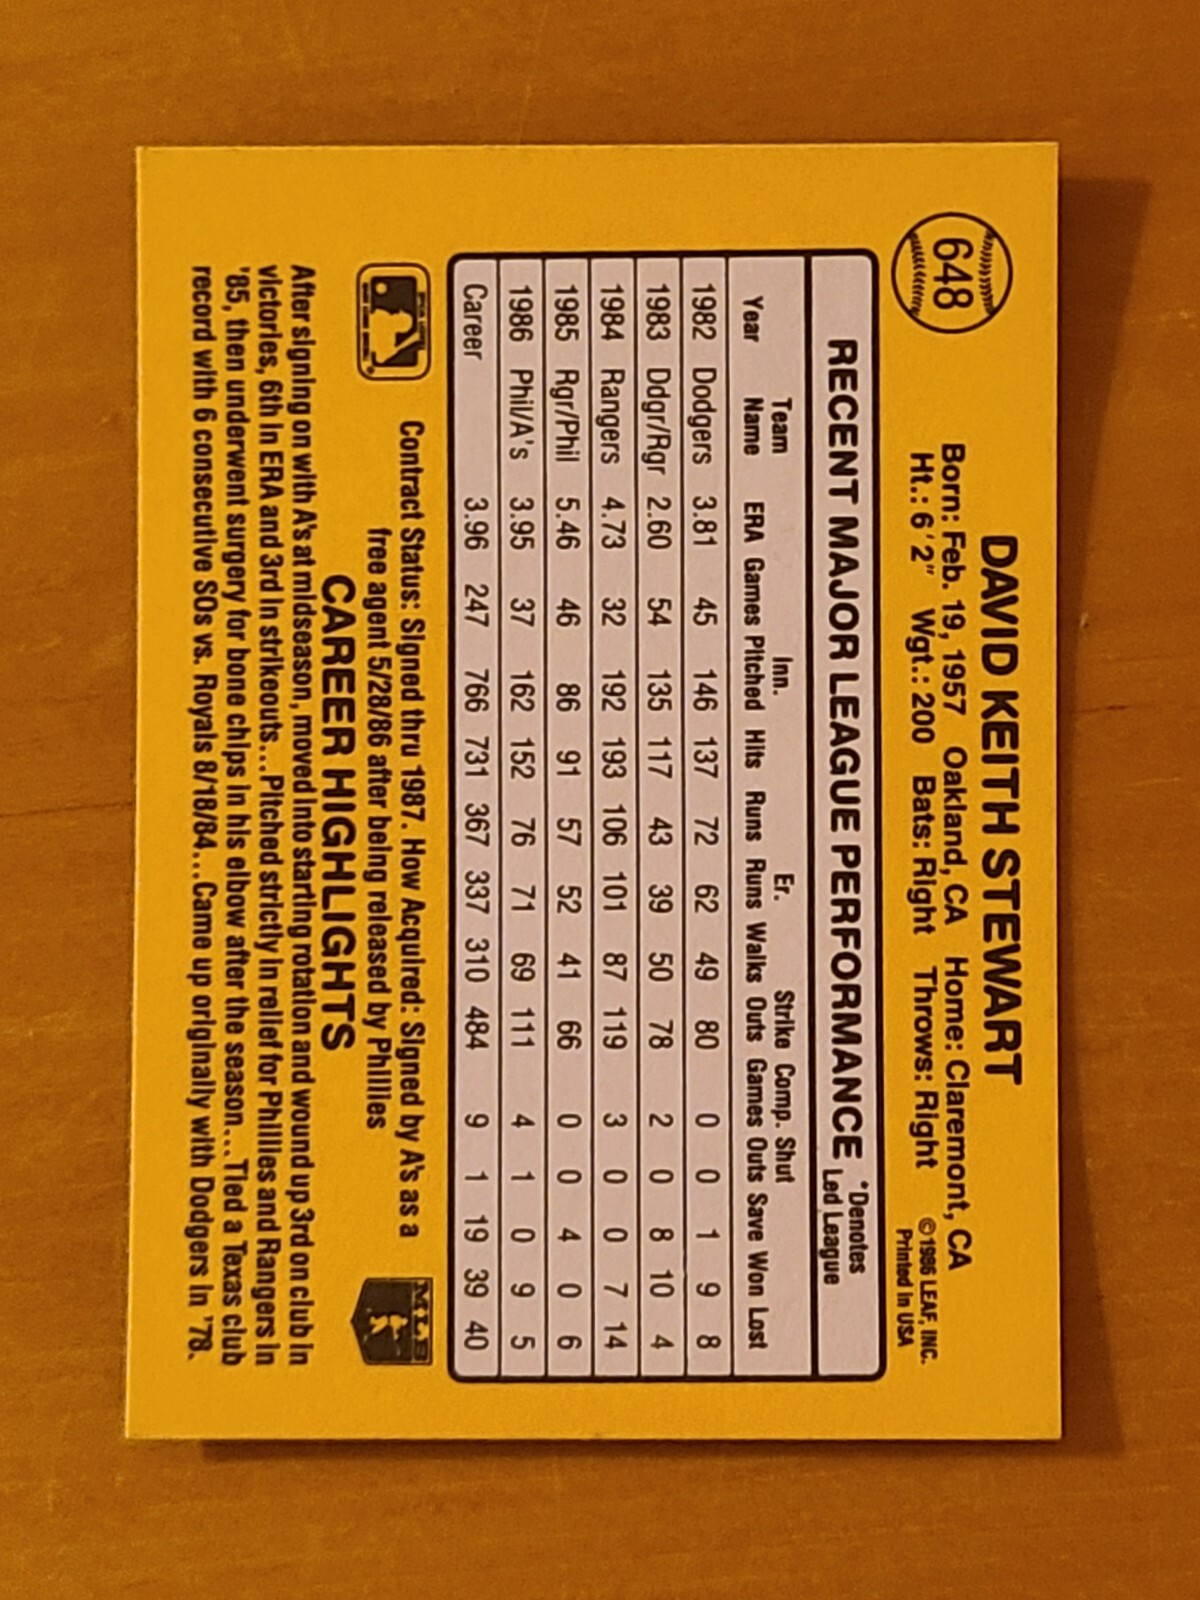 648
DAVID KEITH STEWART
Born: Feb. 19, 1957 Oakland, CA Home: Claremont, CA
Ht.: 6'2" Wgt.: 200 Bats: Right Throws: Right
©1986 LEAF, INC.
Printed in USA
RECENT MAJOR LEAGUE PERFORMANCE *Denotes
Led League
Team Inn. Er. Strike Comp. Shut
Year Name ERA Games Pitched Hits Runs Runs Walks Outs Games Outs Save Won Lost
1982 Dodgers 3.81 45 146 137 72 62 49 80 0 0 1 9 8
1983 Ddgr/Rgr 2.60 54 135 117 43 39 50 78 2 0 8 10 4
1984 Rangers 4.73 32 192 193 106 101 87 119 3 0 0 7 14
1985 Rgr/Phil 5.46 46 86 91 57 52 41 66 0 0 4 0 6
1986 Phil/A's 3.95 37 162 152 76 71 69 111 4 1 0 9 5
Career 3.96 247 766 731 367 337 310 484 9 1 19 39 40
Contract Status: Signed thru 1987. How Acquired: Signed by A's as a
free agent 5/28/86 after being released by Phillies
MLB
CAREER HIGHLIGHTS
After signing on with A's at midseason, moved into starting rotation and wound up 3rd on club in
victories, 6th in ERA and 3rd in strikeouts...Pitched strictly in relief for Phillies and Rangers in
'85, then underwent surgery for bone chips in his elbow after the season...Tied a Texas club
record with 6 consecutive SOs vs. Royals 8/18/84...Came up originally with Dodgers in '78.